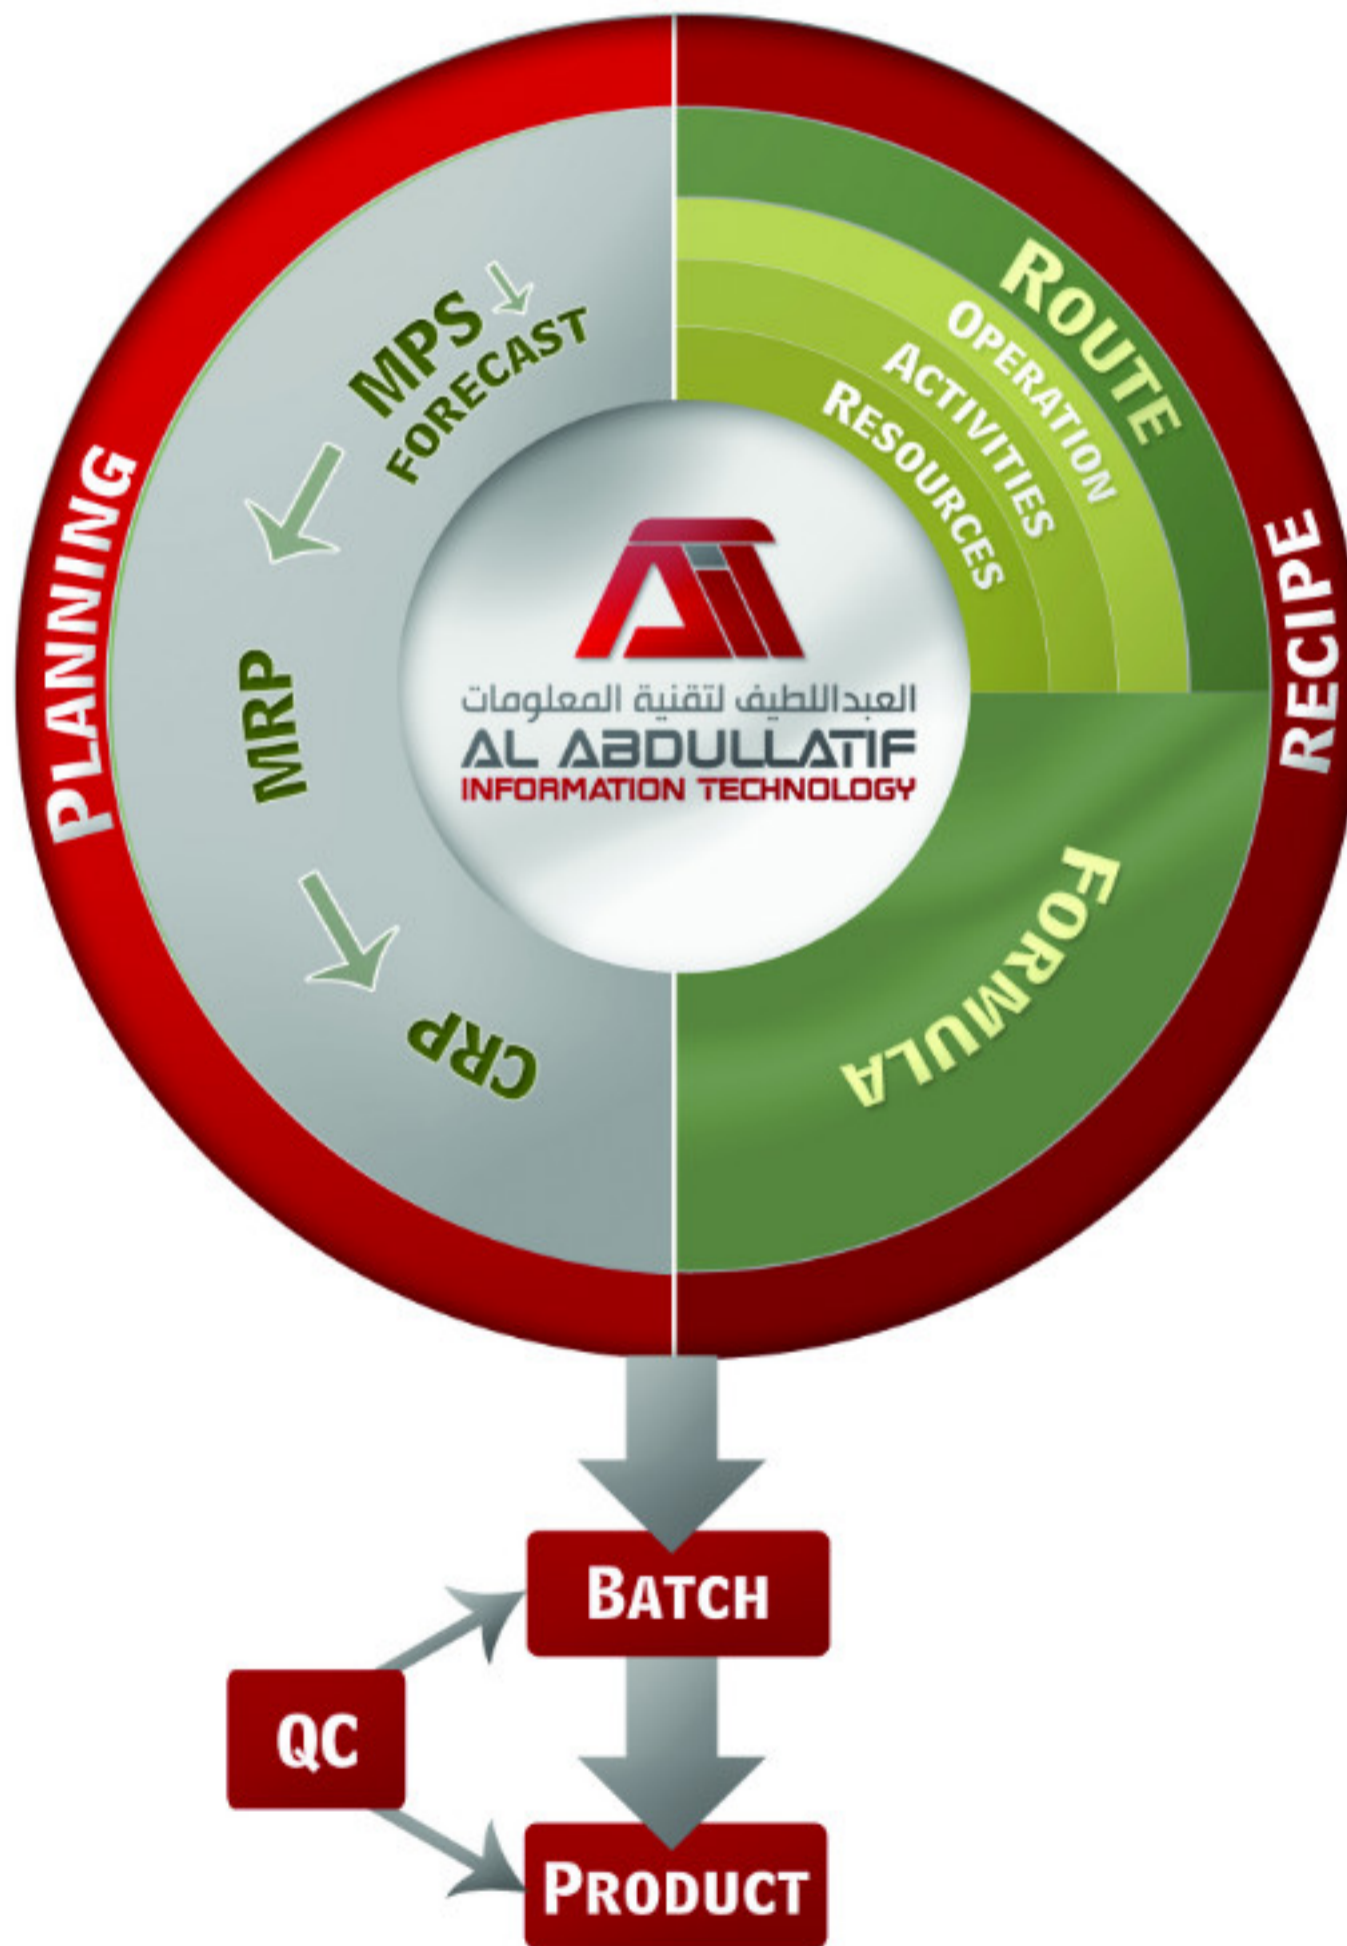 PLANNING
MPS
FORECAST
MRP
CRP
ROUTE
OPERATION
ACTIVITIES
RESOURCES
RECIPE
FORMULA
العبداللطيف لتقنية المعلومات
AL ABDULLATIF
INFORMATION TECHNOLOGY
BATCH
QC
PRODUCT